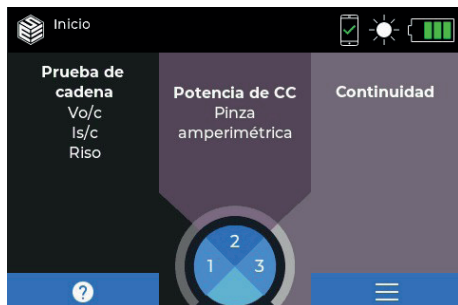 Inicio
Prueba de
cadena
Vo/c
Is/c
Riso
Potencia de CC
Pinza
amperimétrica
Continuidad
1
2
3
?